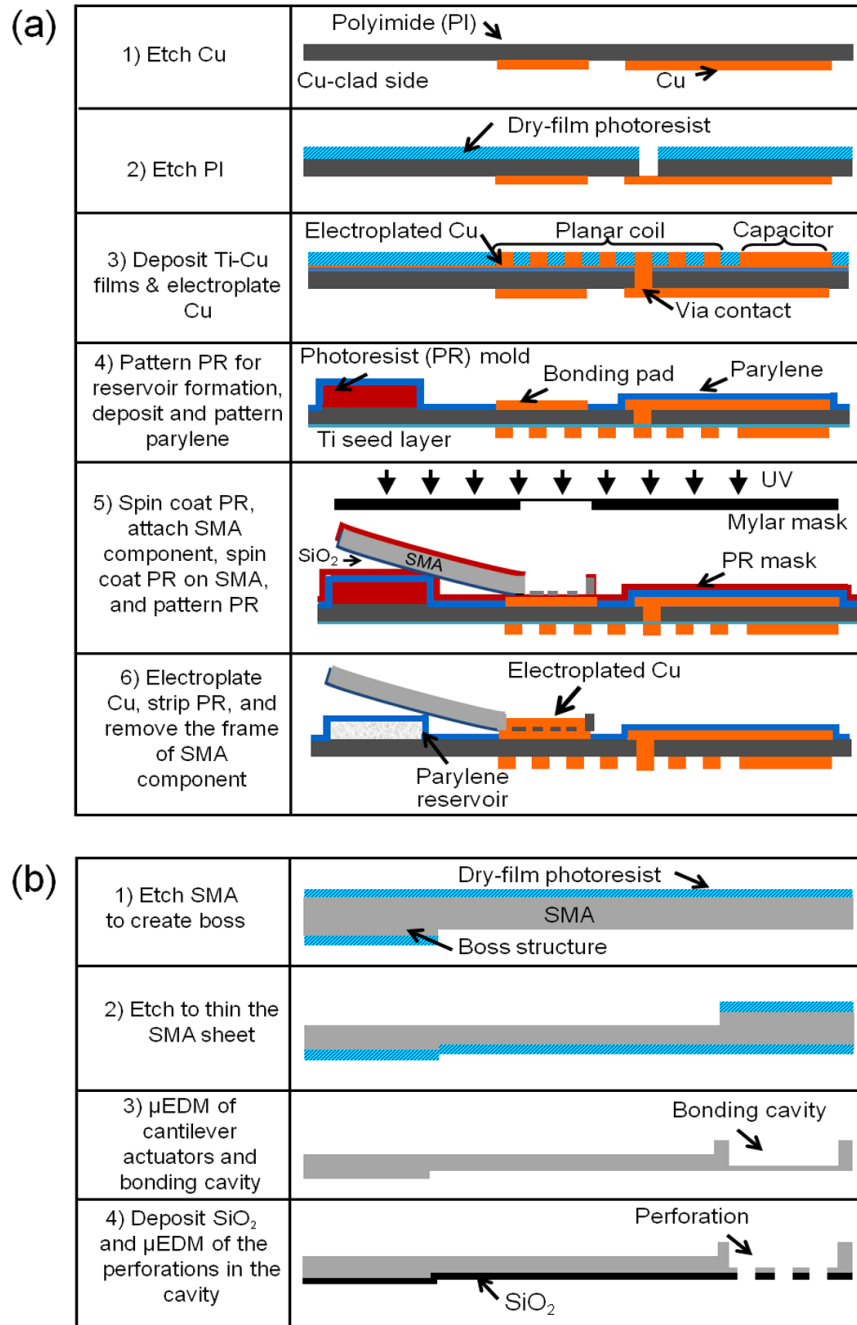 (a)
1) Etch Cu
Polyimide (PI)
Cu-clad side
Cu
2) Etch PI
Dry-film photoresist
3) Deposit Ti-Cu
films & electroplate
Cu
Electroplated Cu
Planar coil
Capacitor
Via contact
4) Pattern PR for
reservoir formation,
deposit and pattern
parylene
Photoresist (PR) mold
Bonding pad
Parylene
Ti seed layer
5) Spin coat PR,
attach SMA
component, spin
coat PR on SMA,
and pattern PR
UV
Mylar mask
SiO₂
SMA
PR mask
6) Electroplate
Cu, strip PR, and
remove the frame
of SMA
component
Electroplated Cu
Parylene
reservoir
(b)
1) Etch SMA
to create boss
Dry-film photoresist
SMA
Boss structure
2) Etch to thin the
SMA sheet
3) µEDM of
cantilever
actuators and
bonding cavity
Bonding cavity
4) Deposit SiO₂
and µEDM of the
perforations in the
cavity
Perforation
SiO₂